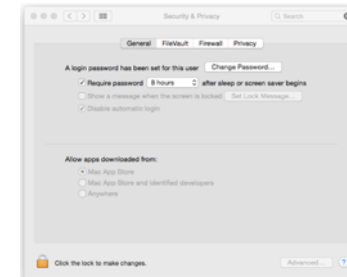 Security & Privacy
Search
General FileVault Firewall Privacy
A login password has been set for this user Change Password...
Require password 8 hours after sleep or screen saver begins
Show a message when the screen is locked Set Lock Message...
Disable automatic login
Allow apps downloaded from:
Mac App Store
Mac App Store and identified developers
Anywhere
Click the lock to make changes.
Advanced...
?